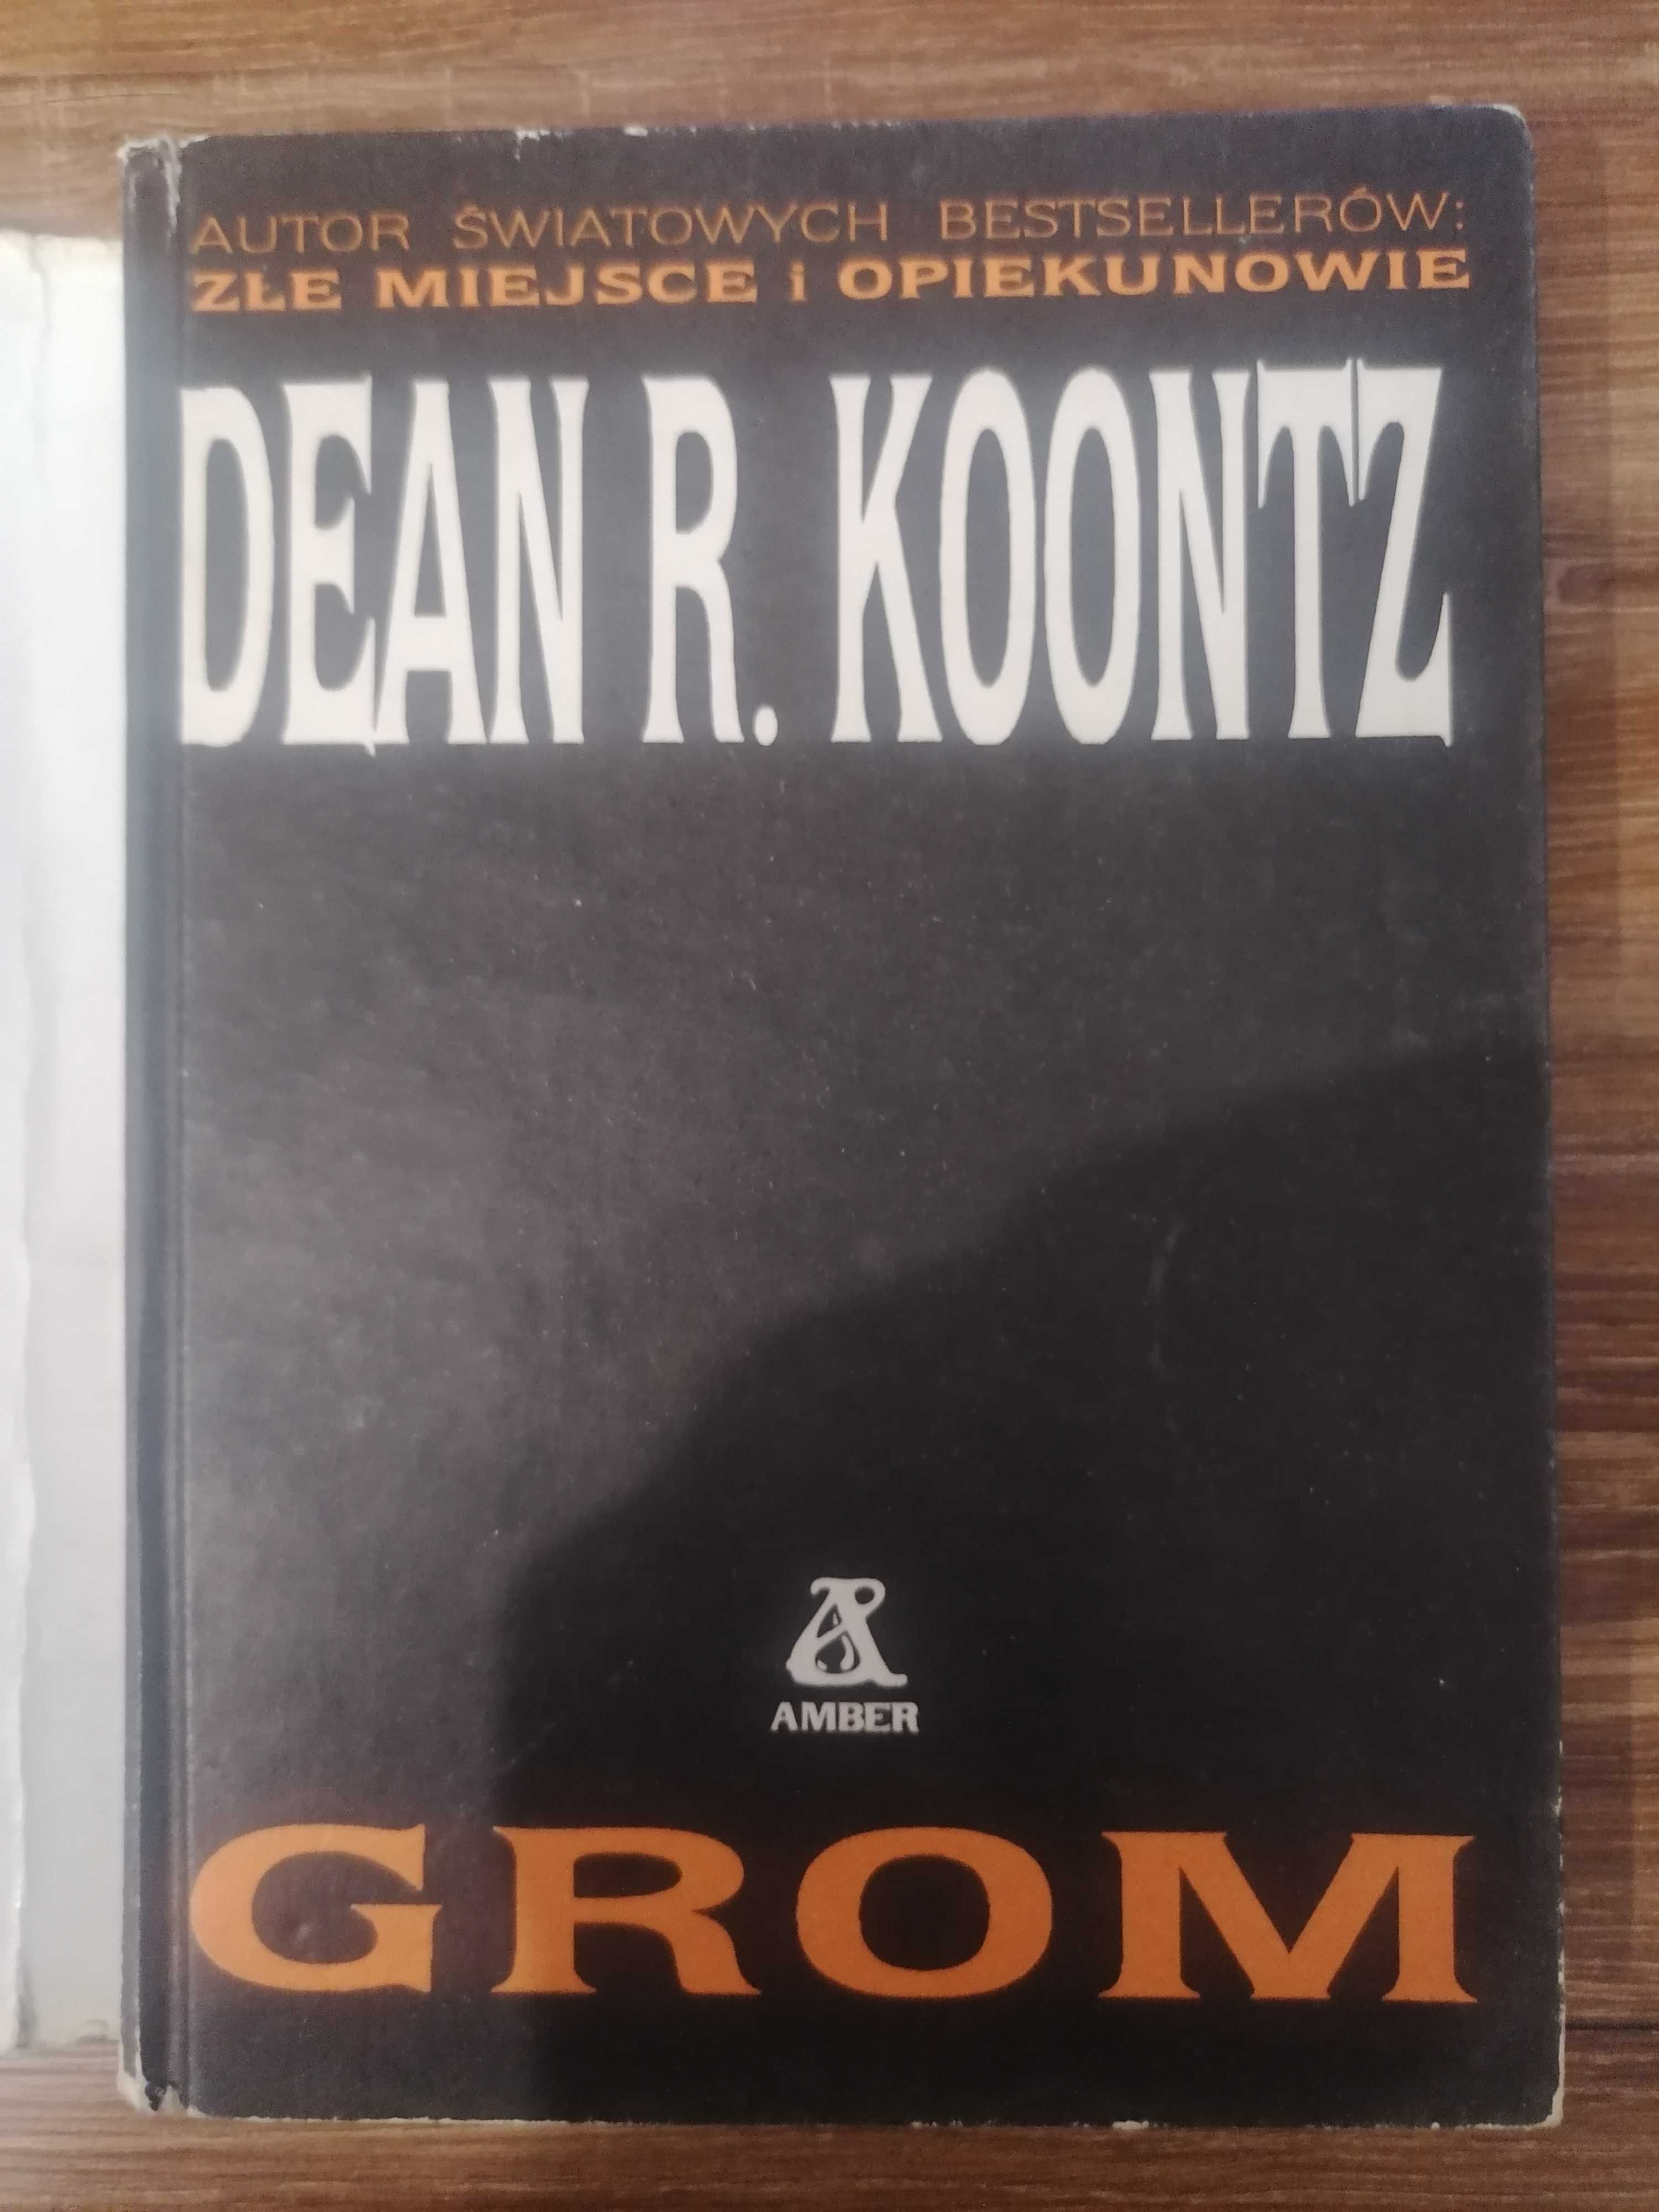 AUTOR ŚWIATOWYCH BESTSELLERÓW:
ZŁE MIEJSCE i OPIEKUNOWIE
DEAN R. KOONTZ
AMBER
GROM